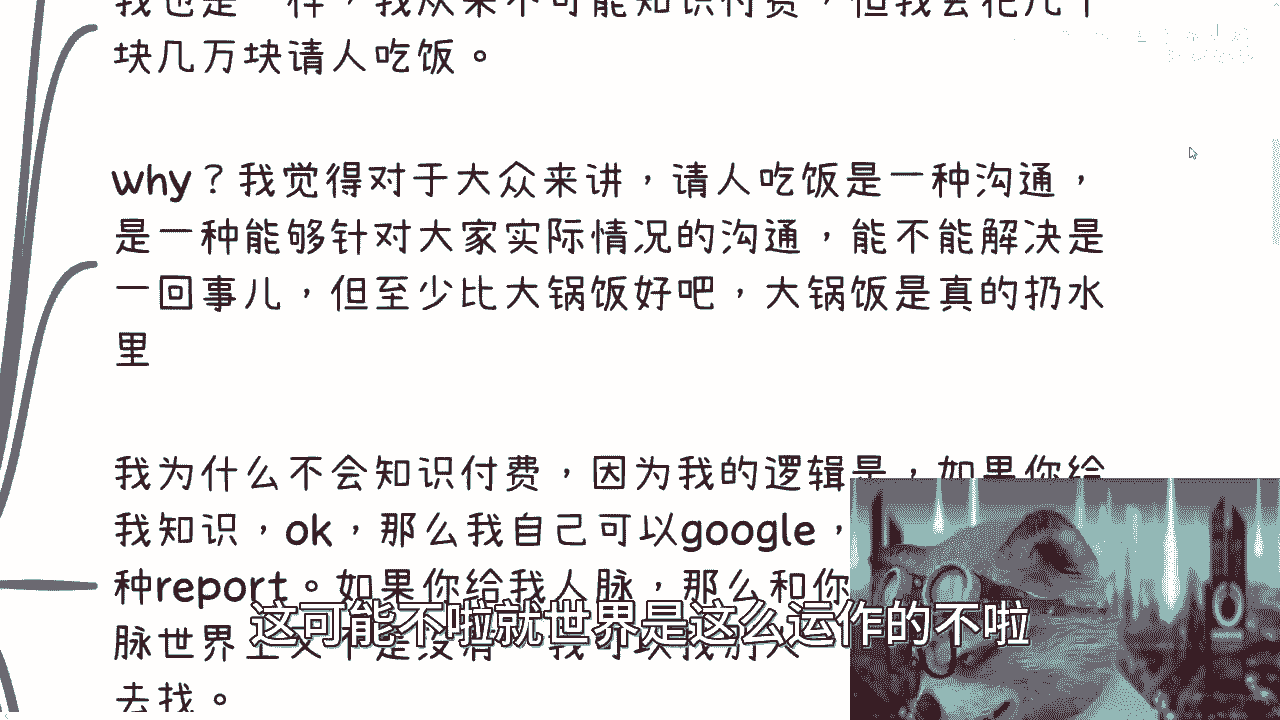 我也是一样，我从来不可能知识付费，但我会花几千
块几万块请人吃饭。
why？我觉得对于大众来讲，请人吃饭是一种沟通，
是一种能够针对大家实际情况的沟通，能不能解决是
一回事儿，但至少比大锅饭好吧，大锅饭是真的扔水
里
我为什么不会知识付费，因为我的逻辑是，如果你给
我知识，ok，那么我自己可以google，
种report。如果你给我人脉，那么和你
脉世界上又不是没有 我可以找别人
去找。
这可能不啦就世界是这么运作的不啦